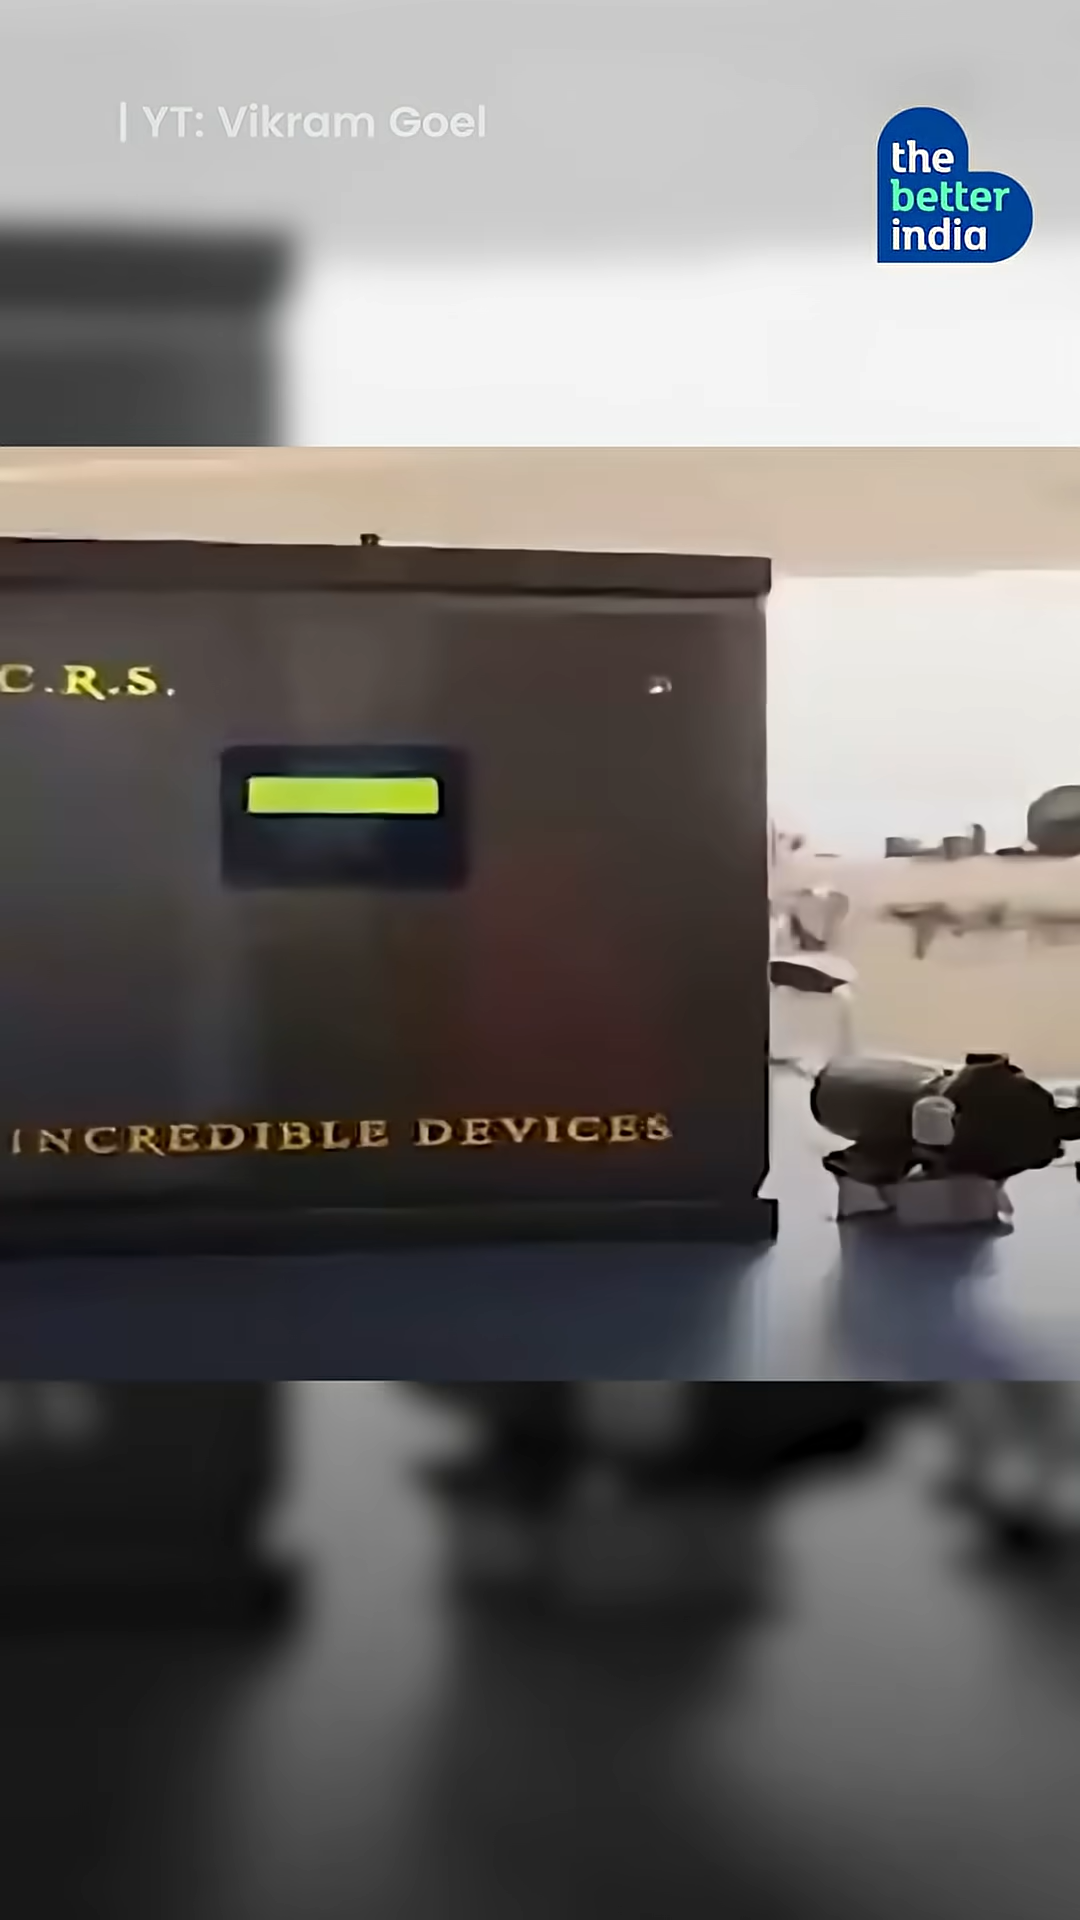 | YT: Vikram Goel
the
better
india
C.R.S.
INCREDIBLE DEVICES